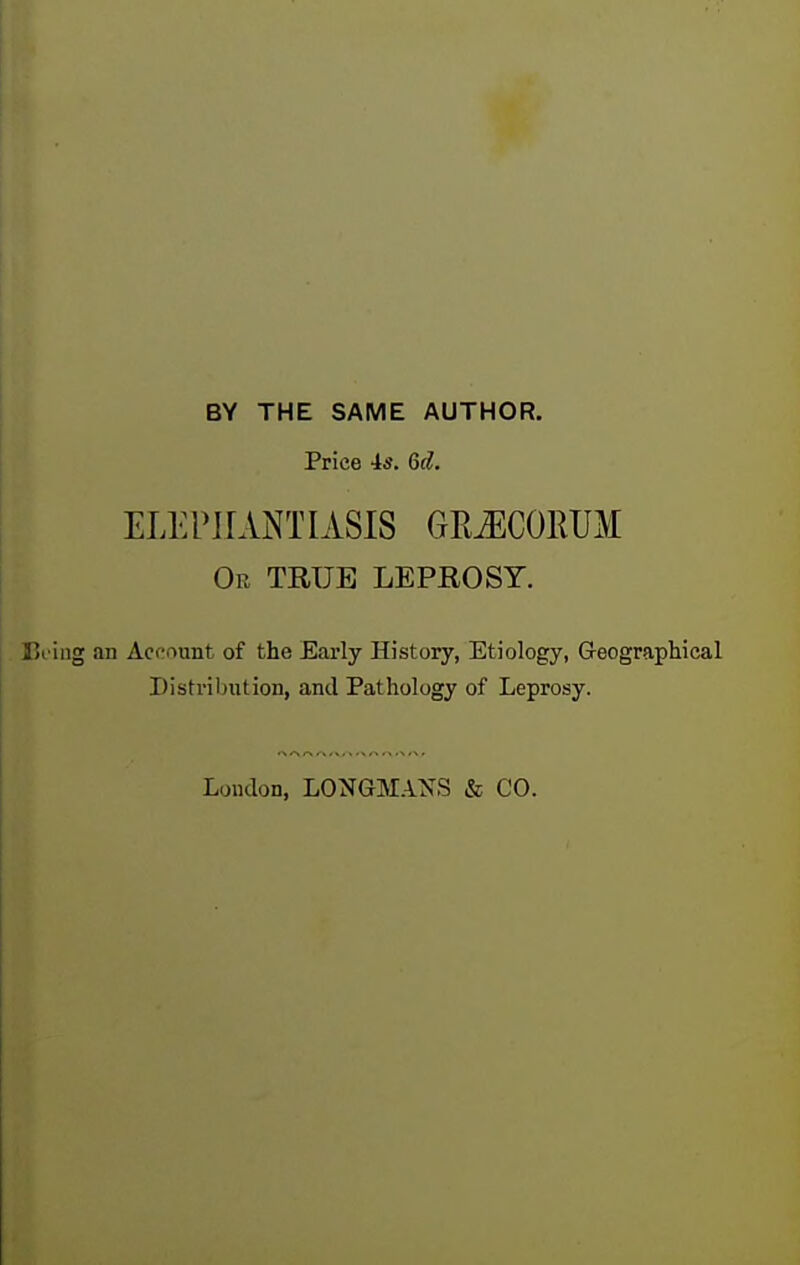 BY THE SAME AUTHOR.
Price 4s. 6d.
ELEPHANTIASIS GRÆCORUM
Or TRUE LEPROSY.
Being an Account of the Early History, Etiology, Geographical
Distribution, and Pathology of Leprosy.
London, LONGMANS & CO.